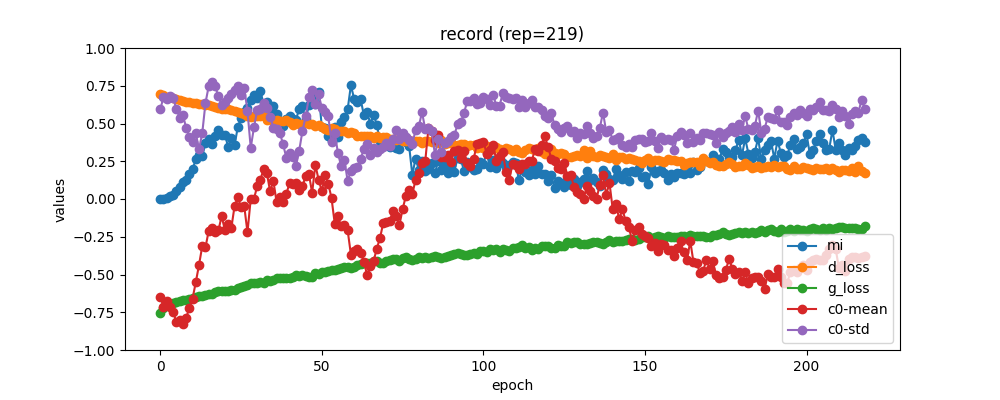 record (rep=219)
1.00
0.75
0.50
0.25
0.00
−0.25
−0.50
−0.75
−1.00
values
0
50
100
150
200
epoch
mi
d_loss
g_loss
c0-mean
c0-std